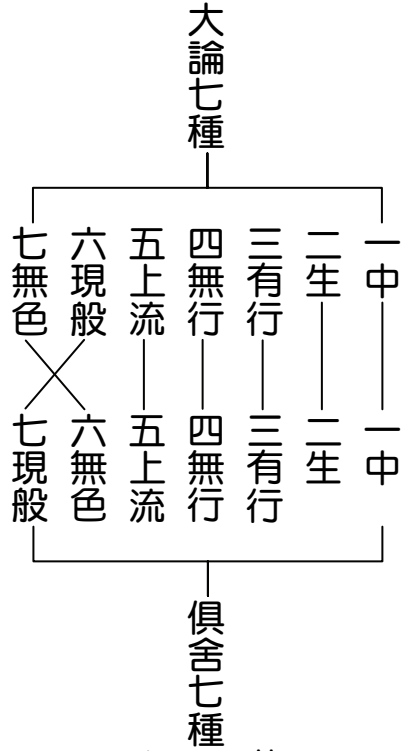 大論七種
一中
二生
三有行
四無行
五上流
六現般
七無色
一中
二生
三有行
四無行
五上流
六無色
七現般
俱舍七種